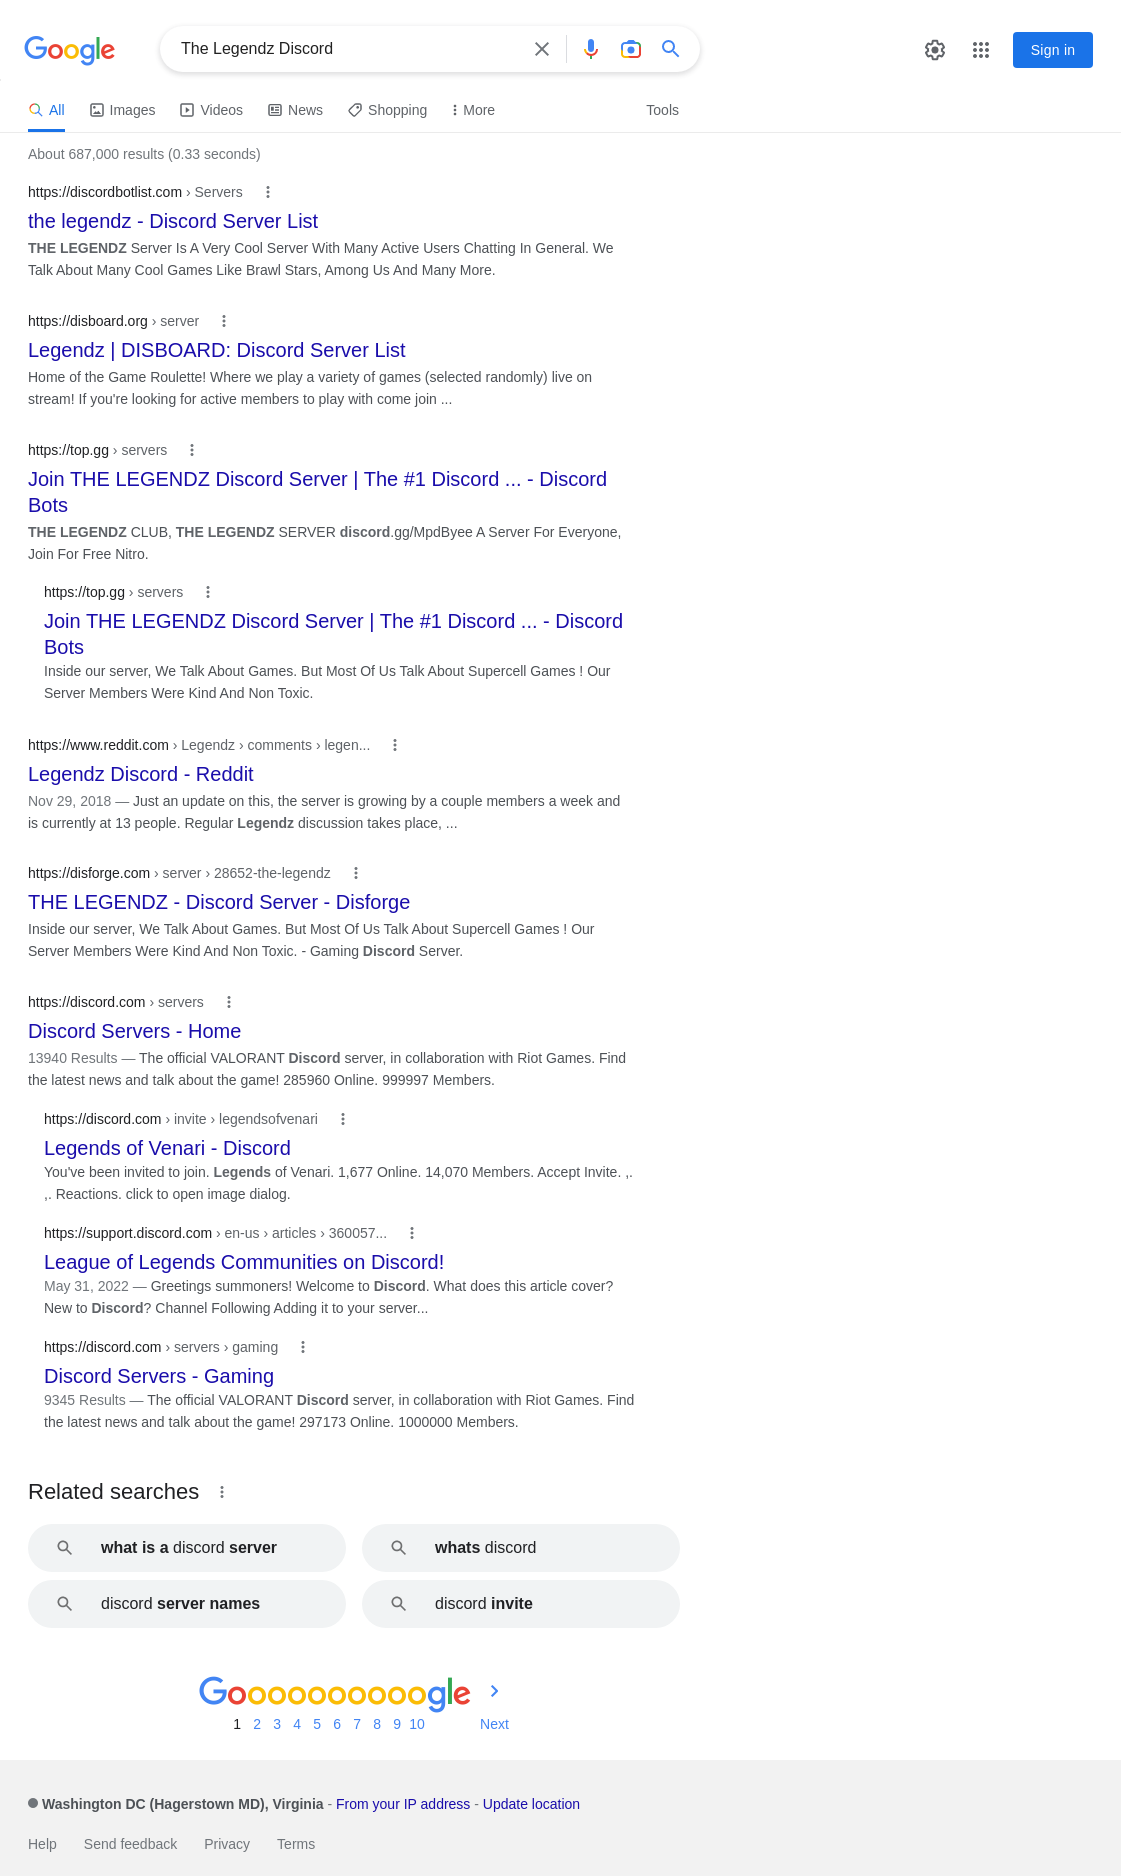 Google
The Legendz Discord
Sign in
All Images Videos News Shopping More Tools
About 687,000 results (0.33 seconds)
https://discordbotlist.com › Servers
the legendz - Discord Server List
THE LEGENDZ Server Is A Very Cool Server With Many Active Users Chatting In General. We
Talk About Many Cool Games Like Brawl Stars, Among Us And Many More.
https://disboard.org › server
Legendz | DISBOARD: Discord Server List
Home of the Game Roulette! Where we play a variety of games (selected randomly) live on
stream! If you're looking for active members to play with come join ...
https://top.gg › servers
Join THE LEGENDZ Discord Server | The #1 Discord ... - Discord
Bots
THE LEGENDZ CLUB, THE LEGENDZ SERVER discord.gg/MpdByee A Server For Everyone,
Join For Free Nitro.
https://top.gg › servers
Join THE LEGENDZ Discord Server | The #1 Discord ... - Discord
Bots
Inside our server, We Talk About Games. But Most Of Us Talk About Supercell Games ! Our
Server Members Were Kind And Non Toxic.
https://www.reddit.com › Legendz › comments › legen...
Legendz Discord - Reddit
Nov 29, 2018 — Just an update on this, the server is growing by a couple members a week and
is currently at 13 people. Regular Legendz discussion takes place, ...
https://disforge.com › server › 28652-the-legendz
THE LEGENDZ - Discord Server - Disforge
Inside our server, We Talk About Games. But Most Of Us Talk About Supercell Games ! Our
Server Members Were Kind And Non Toxic. - Gaming Discord Server.
https://discord.com › servers
Discord Servers - Home
13940 Results — The official VALORANT Discord server, in collaboration with Riot Games. Find
the latest news and talk about the game! 285960 Online. 999997 Members.
https://discord.com › invite › legendsofvenari
Legends of Venari - Discord
You've been invited to join. Legends of Venari. 1,677 Online. 14,070 Members. Accept Invite. ,.
,. Reactions. click to open image dialog.
https://support.discord.com › en-us › articles › 360057...
League of Legends Communities on Discord!
May 31, 2022 — Greetings summoners! Welcome to Discord. What does this article cover?
New to Discord? Channel Following Adding it to your server...
https://discord.com › servers › gaming
Discord Servers - Gaming
9345 Results — The official VALORANT Discord server, in collaboration with Riot Games. Find
the latest news and talk about the game! 297173 Online. 1000000 Members.
Related searches
what is a discord server
whats discord
discord server names
discord invite
Goooooooooogle
1 2 3 4 5 6 7 8 9 10 Next
Washington DC (Hagerstown MD), Virginia - From your IP address - Update location
Help Send feedback Privacy Terms